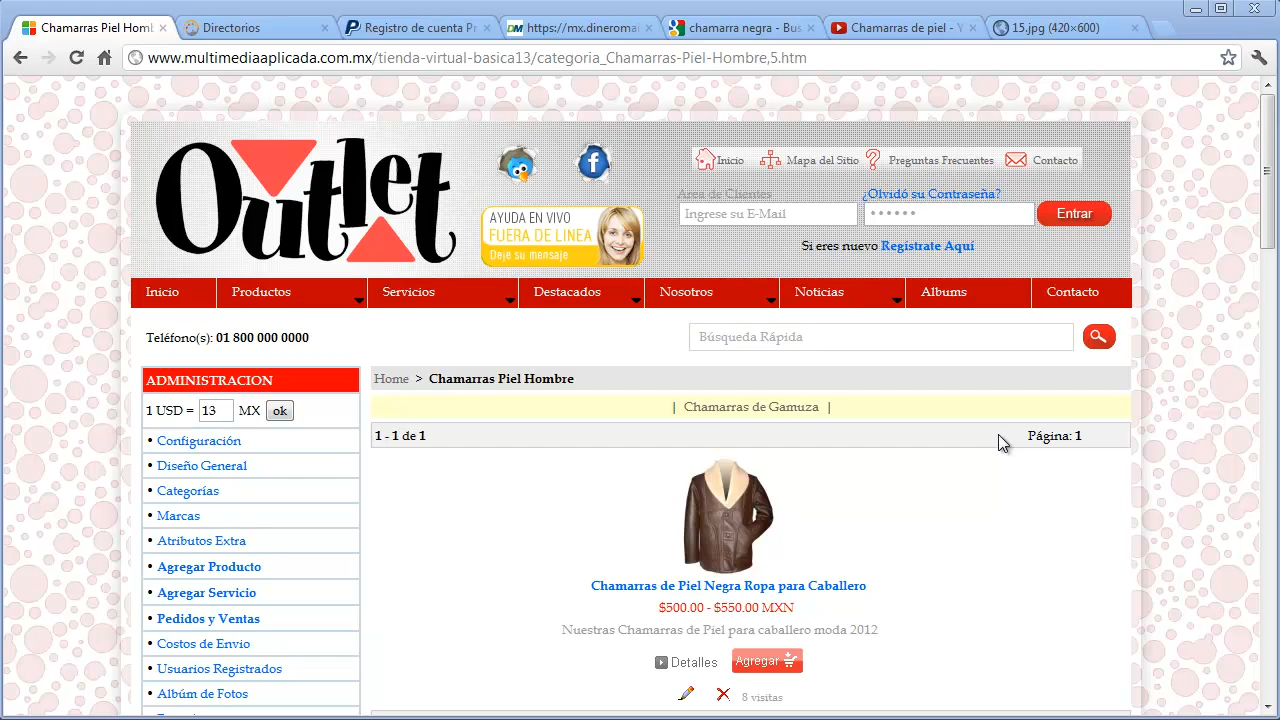 Chamarras Piel Hom
Directorios
Registro de cuenta P
DM
https://mx.dineromai
chamarra negra - Bus
Chamarras de piel - Y
15.jpg (420×600)
www.multimediaaplicada.com.mx/tienda-virtual-basica13/categoria_Chamarras-Piel-Hombre,5.htm
Outlet
Inicio
Mapa del Sitio
Preguntas Frecuentes
Contacto
Area de Clientes
¿Olvidó su Contraseña?
Ingrese su E-Mail
Entrar
AYUDA EN VIVO
FUERA DE LINEA
Deje su mensaje
Si eres nuevo Registrate Aquí
Inicio
Productos
Servicios
Destacados
Nosotros
Noticias
Albums
Contacto
Teléfono(s): 01 800 000 0000
Búsqueda Rápida
ADMINISTRACION
1 USD = 13 MX ok
• Configuración
• Diseño General
• Categorías
• Marcas
• Atributos Extra
• Agregar Producto
• Agregar Servicio
• Pedidos y Ventas
• Costos de Envio
• Usuarios Registrados
• Albúm de Fotos
Home > Chamarras Piel Hombre
| Chamarras de Gamuza |
1 - 1 de 1
Página: 1
Chamarras de Piel Negra Ropa para Caballero
$500.00 - $550.00 MXN
Nuestras Chamarras de Piel para caballero moda 2012
Detalles
Agregar
8 visitas